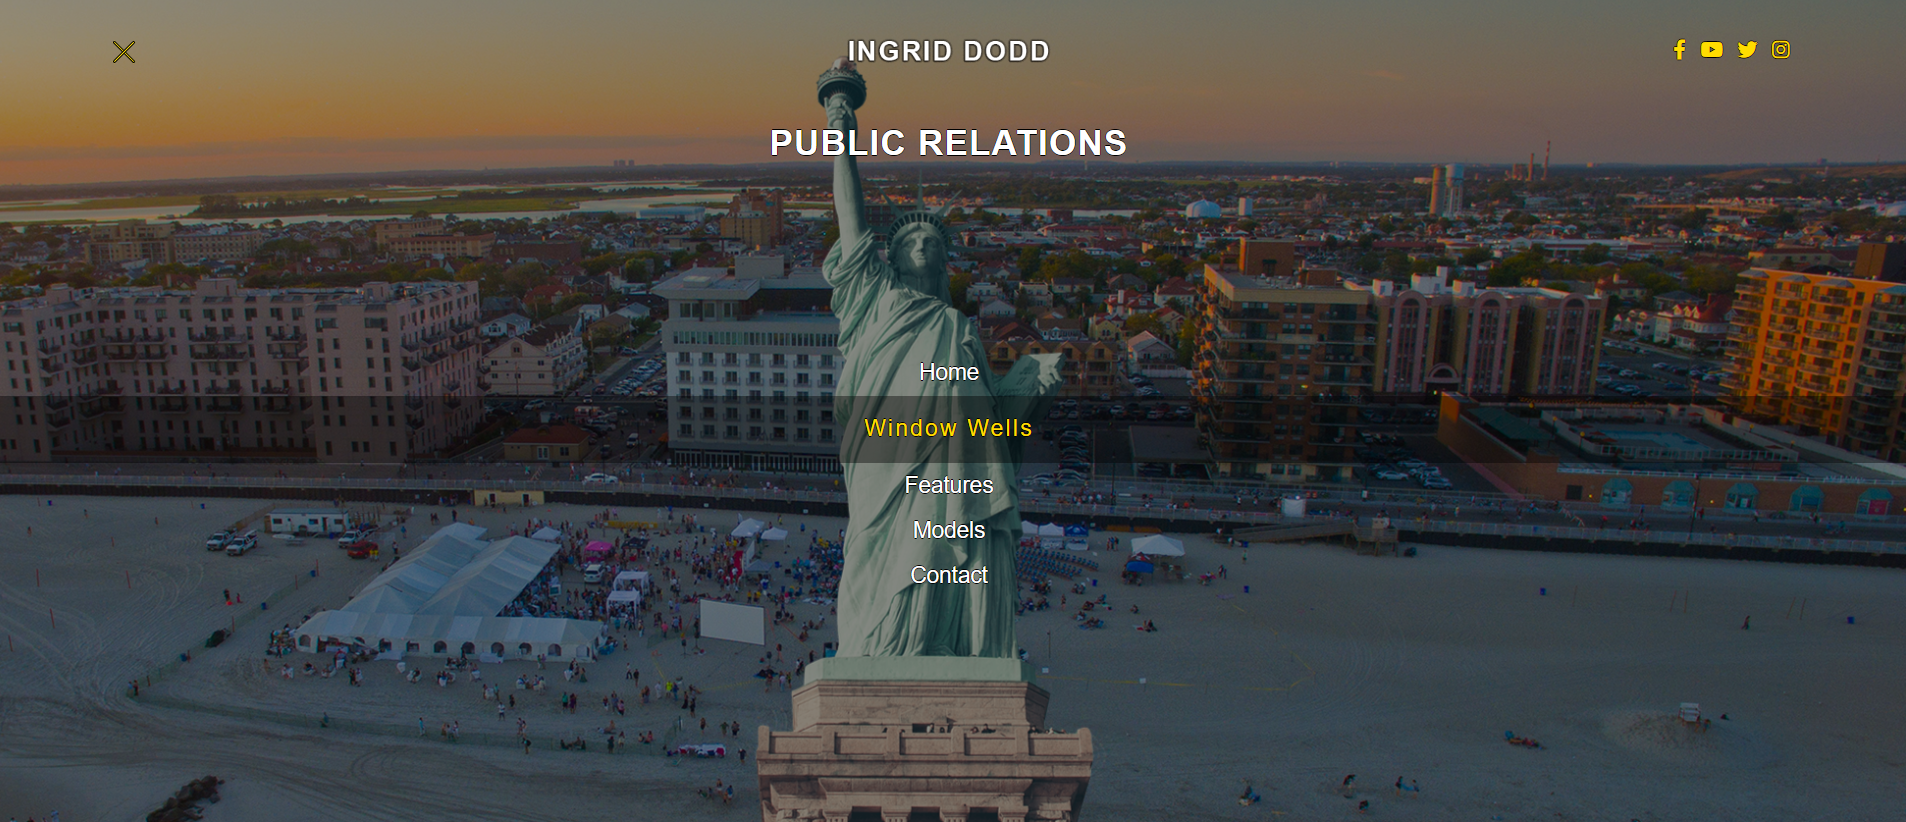 INGRID DODD
PUBLIC RELATIONS
Home
Window Wells
Features
Models
Contact